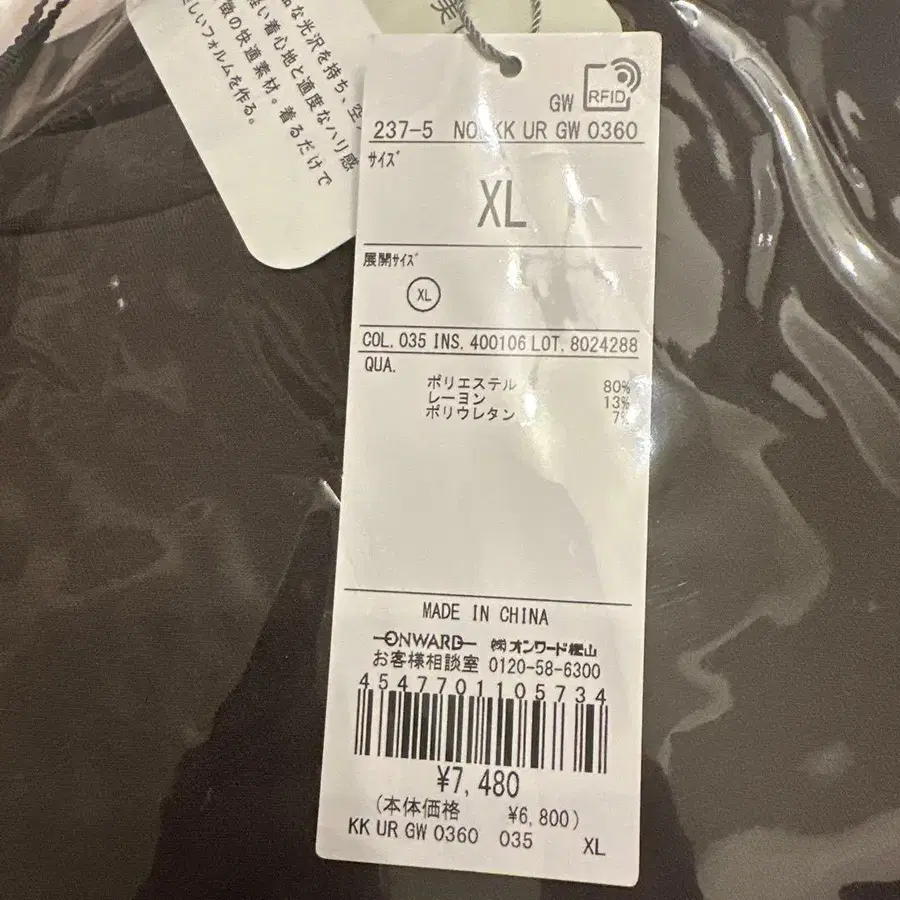 美
な光沢を持ち、空
軽い着心地と適度なハリ感
徴の快適素材。着るだけで
しいフォルムを作る。
GW RFID
237-5 NO. KK UR GW 0360
サイズ
XL
展開サイズ
XL
COL. 035 INS. 400106 LOT. 8024288
QUA.
ポリエステル 80%
レーヨン 13%
ポリウレタン 7%
MADE IN CHINA
ONWARD ㈱オンワード樫山
お客様相談室 0120-58-6300
4547701105734
¥7,480
(本体価格 ¥6,800)
KK UR GW 0360 035 XL